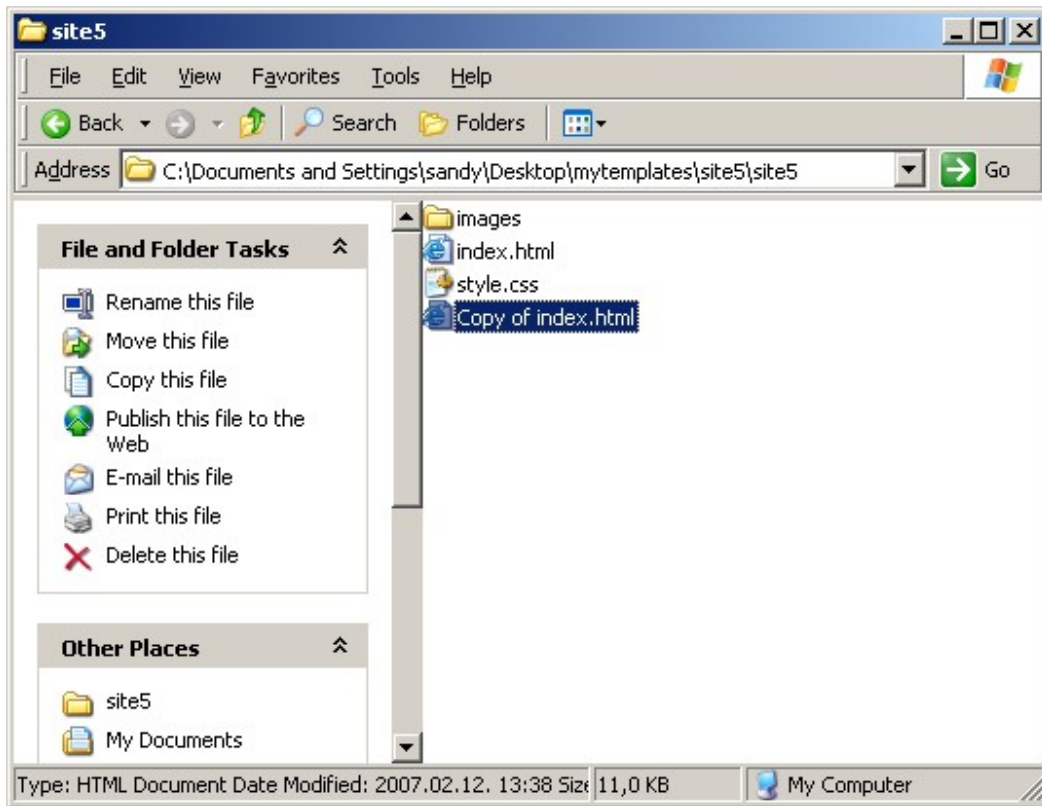 site5
File Edit View Favorites Tools Help
Back Search Folders
Address C:\Documents and Settings\sandy\Desktop\mytemplates\site5\site5 Go
File and Folder Tasks
Rename this file
Move this file
Copy this file
Publish this file to the
Web
E-mail this file
Print this file
Delete this file
Other Places
site5
My Documents
images
index.html
style.css
Copy of index.html
Type: HTML Document Date Modified: 2007.02.12. 13:38 Size 11,0 KB My Computer